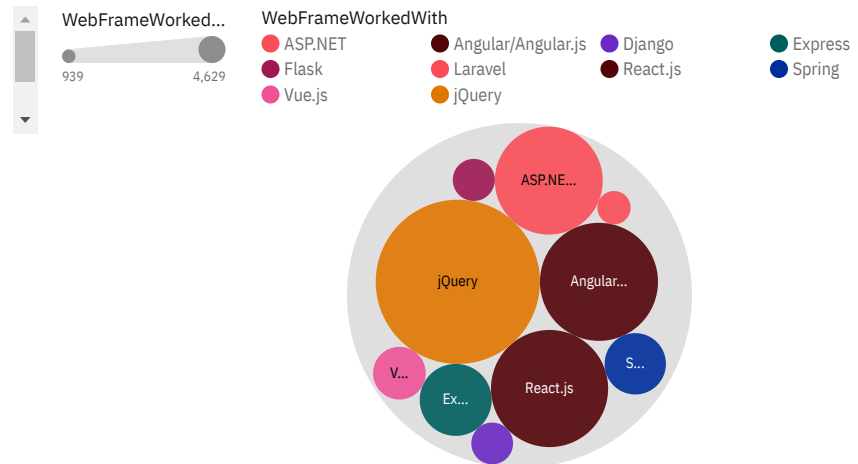 WebFrameWorked...
939 4,629
WebFrameWorkedWith
ASP.NET Angular/Angular.js Django Express
Flask Laravel React.js Spring
Vue.js jQuery
ASP.NE...
jQuery
Angular...
S...
V...
React.js
Ex...